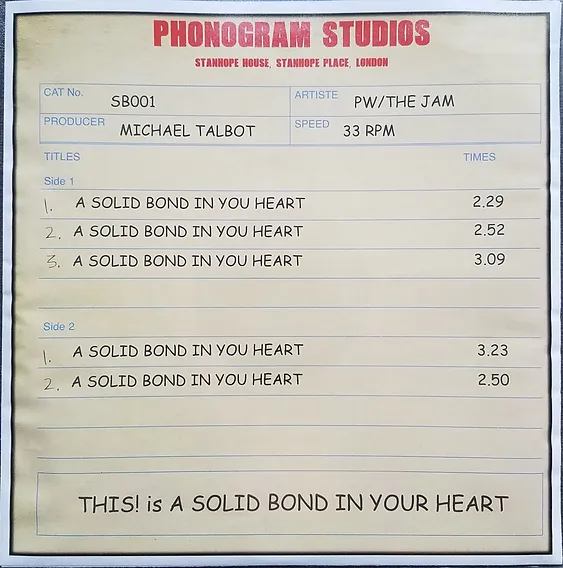 PHONOGRAM STUDIOS
STANHOPE HOUSE, STANHOPE PLACE, LONDON
CAT No. SB001 ARTISTE PW/THE JAM
PRODUCER MICHAEL TALBOT SPEED 33 RPM
TITLES TIMES
Side 1
1. A SOLID BOND IN YOU HEART 2.29
2. A SOLID BOND IN YOU HEART 2.52
3. A SOLID BOND IN YOU HEART 3.09
Side 2
1. A SOLID BOND IN YOU HEART 3.23
2. A SOLID BOND IN YOU HEART 2.50
THIS! is A SOLID BOND IN YOUR HEART